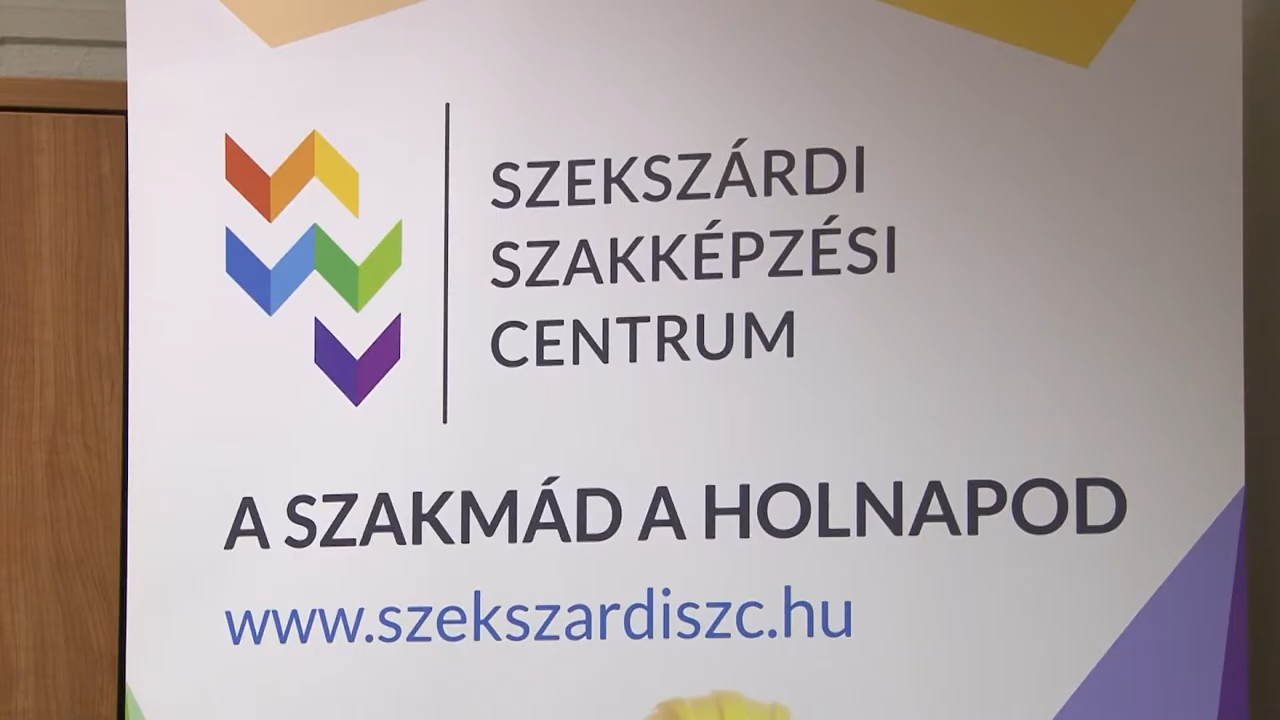 SZEKSZÁRDI
SZAKKÉPZÉSI
CENTRUM
A SZAKMÁD A HOLNAPOD
www.szekszardiszc.hu